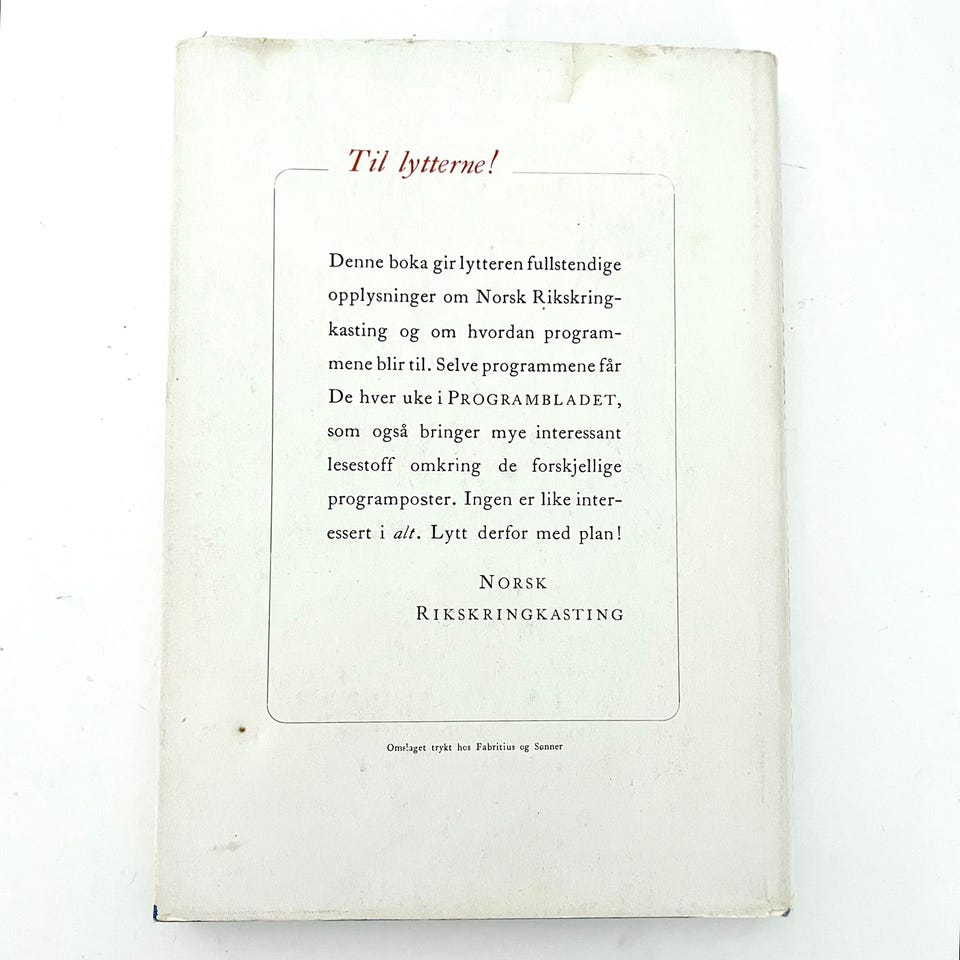 Til lytterne!
Denne boka gir lytteren fullstendige
opplysninger om Norsk Rikskring-
kasting og om hvordan program-
mene blir til. Selve programmene får
De hver uke i PROGRAMBLADET,
som også bringer mye interessant
lesestoff omkring de forskjellige
programposter. Ingen er like inter-
essert i alt. Lytt derfor med plan!
NORSK
RIKSKRINGKASTING
Omslaget trykt hos Fabritius og Sønner